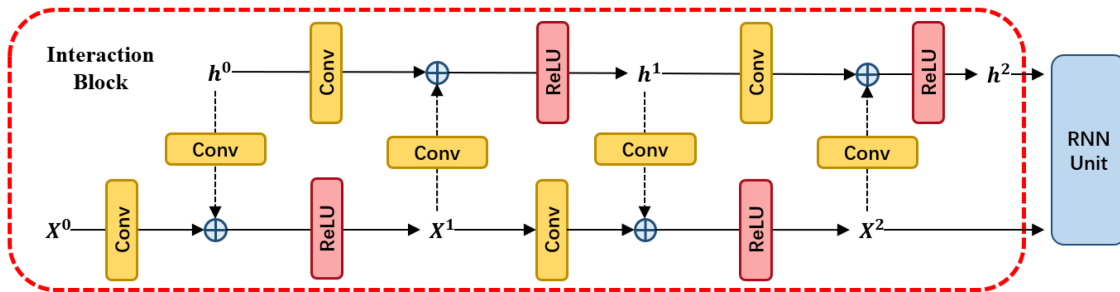 Interaction
Block
h⁰
Conv
ReLU
h¹
Conv
ReLU
h²
Conv
Conv
Conv
Conv
RNN
Unit
X⁰
Conv
ReLU
X¹
Conv
ReLU
X²